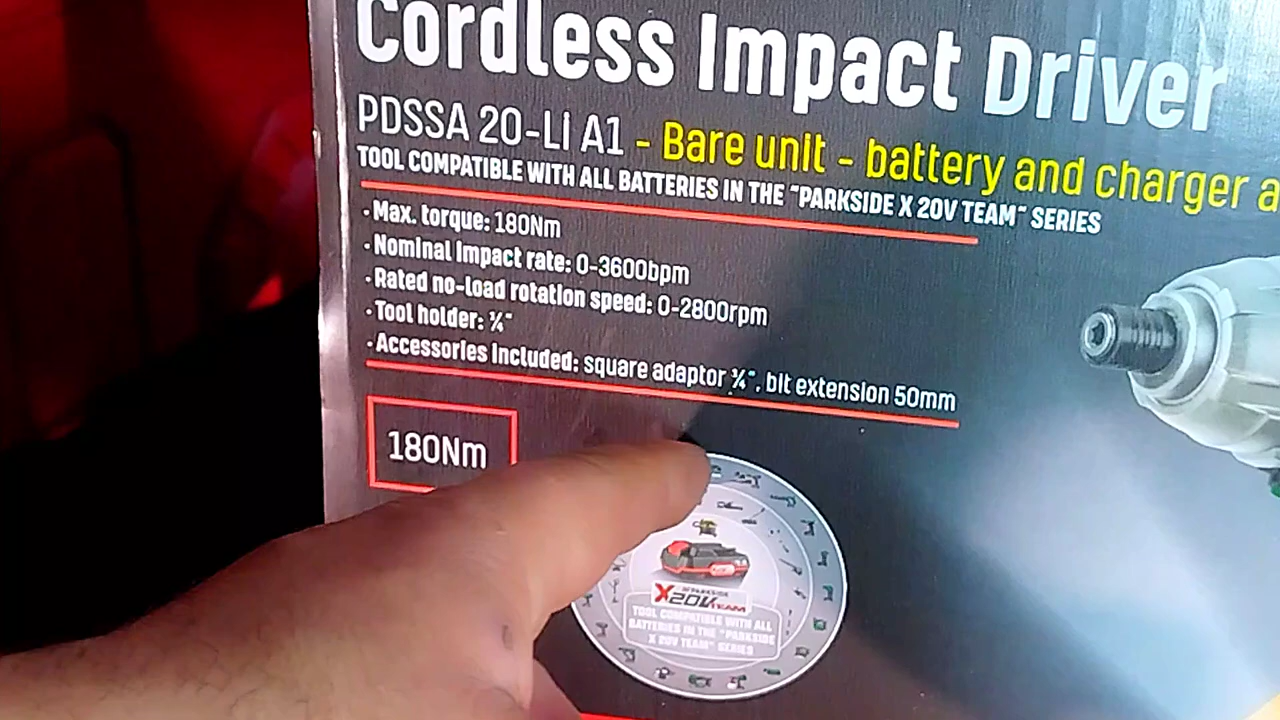 Cordless Impact Driver
PDSSA 20-Li A1 - Bare unit - battery and charger a
TOOL COMPATIBLE WITH ALL BATTERIES IN THE "PARKSIDE X 20V TEAM" SERIES
· Max. torque: 180Nm
· Nominal impact rate: 0-3600bpm
· Rated no-load rotation speed: 0-2800rpm
· Tool holder: ¼"
· Accessories included: square adaptor ¼", bit extension 50mm
180Nm
PARKSIDE
X20V TEAM
TOOL COMPATIBLE WITH ALL
BATTERIES IN THE "PARKSIDE
X 20V TEAM" SERIES